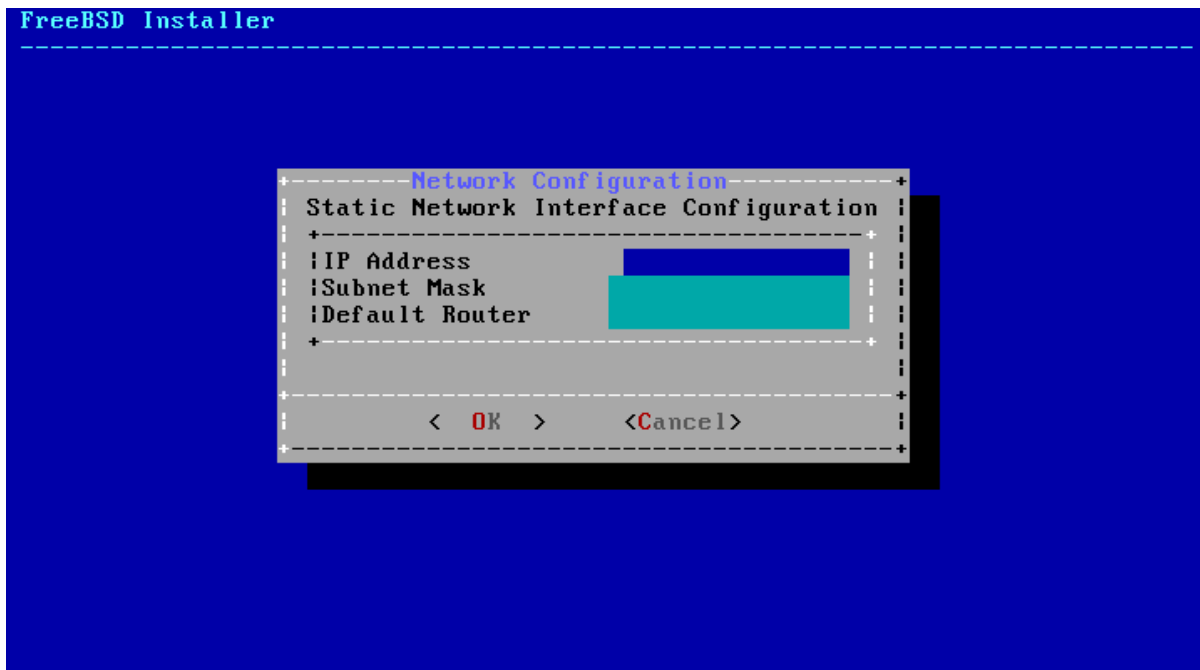 FreeBSD Installer
Network Configuration
Static Network Interface Configuration
IP Address
Subnet Mask
Default Router
< OK > <Cancel>